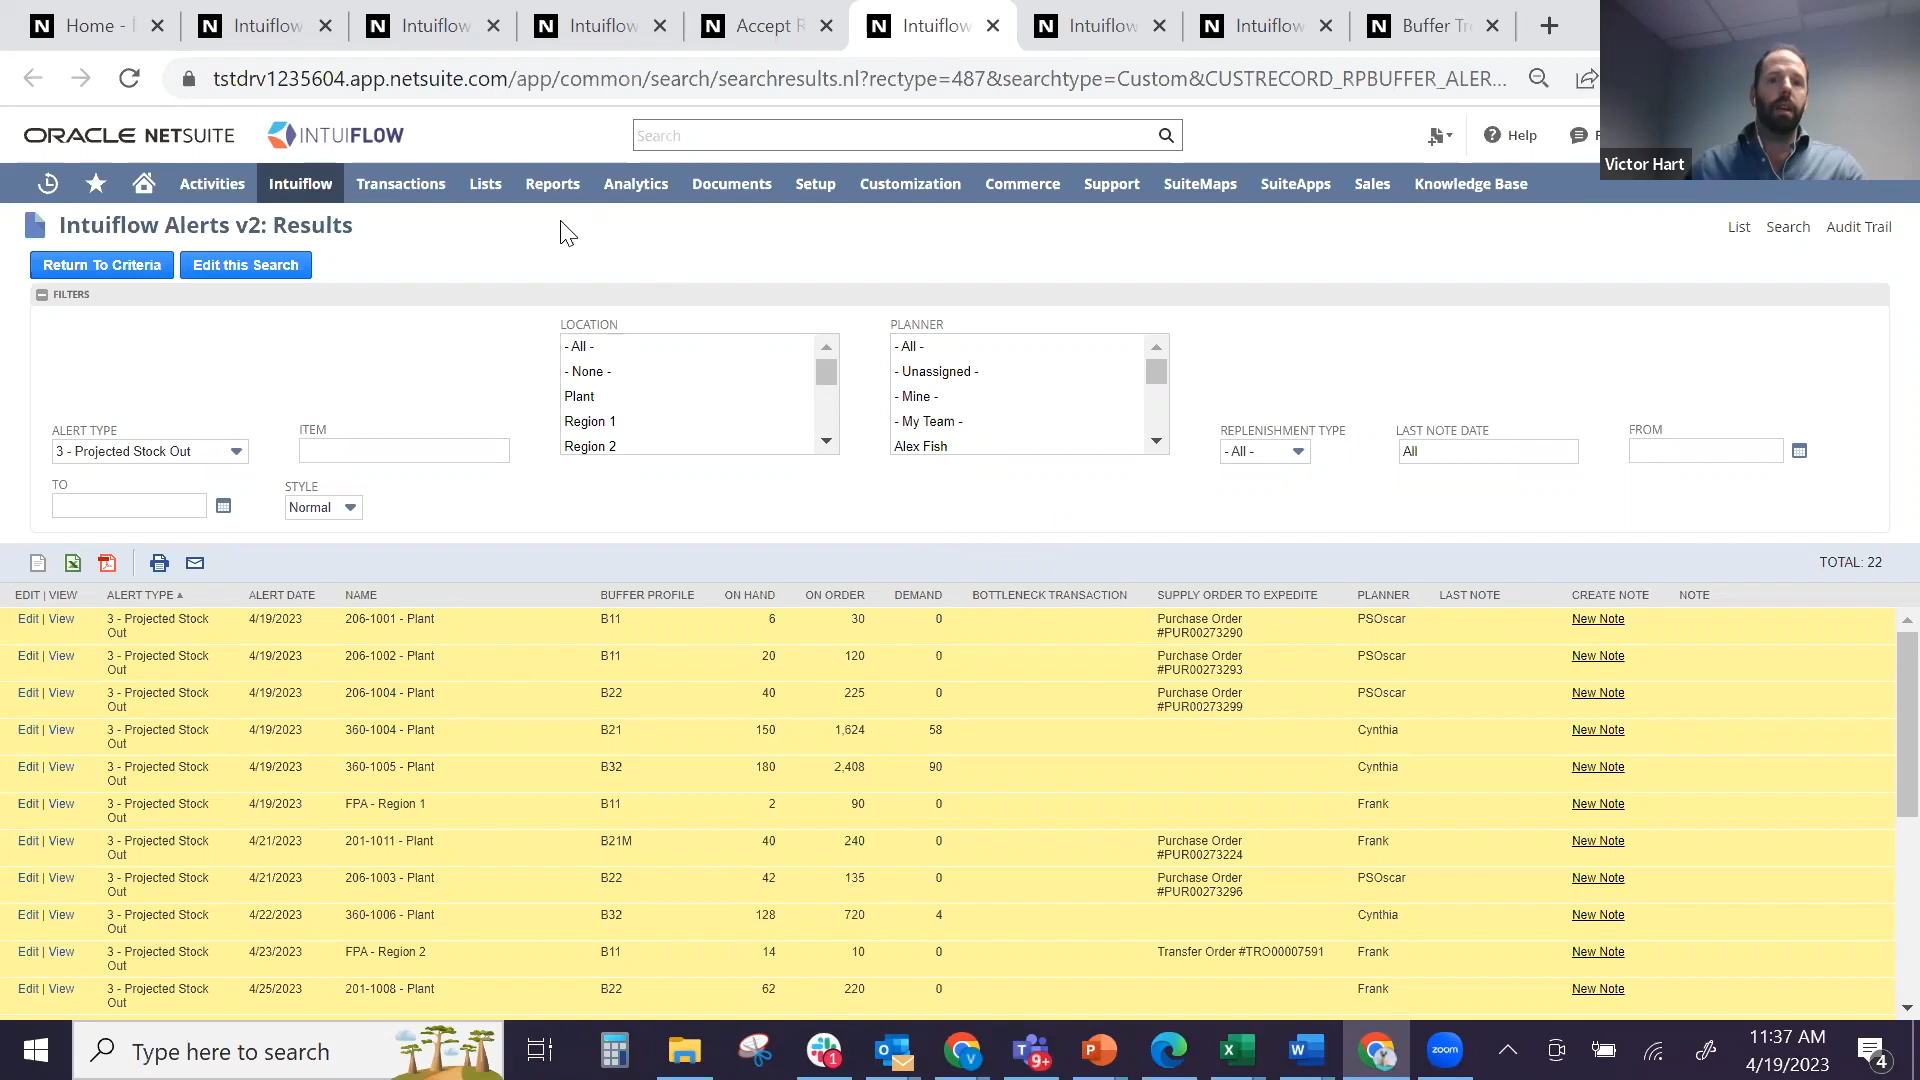 Home - Intuiflow Intuiflow Intuiflow Accept R Intuiflow Intuiflow Intuiflow Buffer Tr
tstdrv1235604.app.netsuite.com/app/common/search/searchresults.nl?rectype=487&searchtype=Custom&CUSTRECORD_RPBUFFER_ALER...
ORACLE NETSUITE INTUIFLOW Search Help F
Victor Hart
Activities Intuiflow Transactions Lists Reports Analytics Documents Setup Customization Commerce Support SuiteMaps SuiteApps Sales Knowledge Base
Intuiflow Alerts v2: Results List Search Audit Trail
Return To Criteria Edit this Search
FILTERS
LOCATION PLANNER
- All - - All -
- None - - Unassigned -
Plant - Mine -
Region 1 - My Team -
Region 2 Alex Fish
ALERT TYPE ITEM REPLENISHMENT TYPE LAST NOTE DATE FROM
3 - Projected Stock Out - All - All
TO STYLE
Normal
TOTAL: 22
EDIT | VIEW ALERT TYPE ▲ ALERT DATE NAME BUFFER PROFILE ON HAND ON ORDER DEMAND BOTTLENECK TRANSACTION SUPPLY ORDER TO EXPEDITE PLANNER LAST NOTE CREATE NOTE NOTE
Edit | View 3 - Projected Stock 4/19/2023 206-1001 - Plant B11 6 30 0 Purchase Order PSOscar New Note
Out #PUR00273290
Edit | View 3 - Projected Stock 4/19/2023 206-1002 - Plant B11 20 120 0 Purchase Order PSOscar New Note
Out #PUR00273293
Edit | View 3 - Projected Stock 4/19/2023 206-1004 - Plant B22 40 225 0 Purchase Order PSOscar New Note
Out #PUR00273299
Edit | View 3 - Projected Stock 4/19/2023 360-1004 - Plant B21 150 1,624 58 Cynthia New Note
Out
Edit | View 3 - Projected Stock 4/19/2023 360-1005 - Plant B32 180 2,408 90 Cynthia New Note
Out
Edit | View 3 - Projected Stock 4/19/2023 FPA - Region 1 B11 2 90 0 Frank New Note
Out
Edit | View 3 - Projected Stock 4/21/2023 201-1011 - Plant B21M 40 240 0 Purchase Order Frank New Note
Out #PUR00273224
Edit | View 3 - Projected Stock 4/21/2023 206-1003 - Plant B22 42 135 0 Purchase Order PSOscar New Note
Out #PUR00273296
Edit | View 3 - Projected Stock 4/22/2023 360-1006 - Plant B32 128 720 4 Cynthia New Note
Out
Edit | View 3 - Projected Stock 4/23/2023 FPA - Region 2 B11 14 10 0 Transfer Order #TRO00007591 Frank New Note
Out
Edit | View 3 - Projected Stock 4/25/2023 201-1008 - Plant B22 62 220 0 Frank New Note
Out
Type here to search 1 V 9+ zoom 11:37 AM
4/19/2023 4